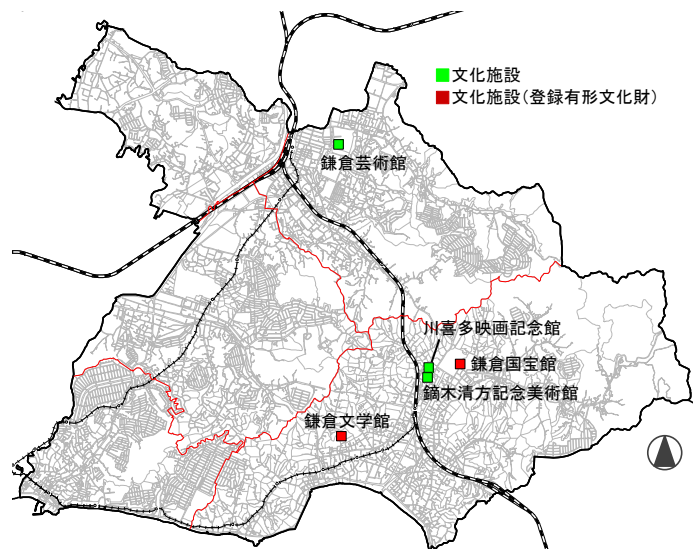 文化施設
文化施設(登録有形文化財)
鎌倉芸術館
川喜多映画記念館
鎌倉国宝館
鏑木清方記念美術館
鎌倉文学館